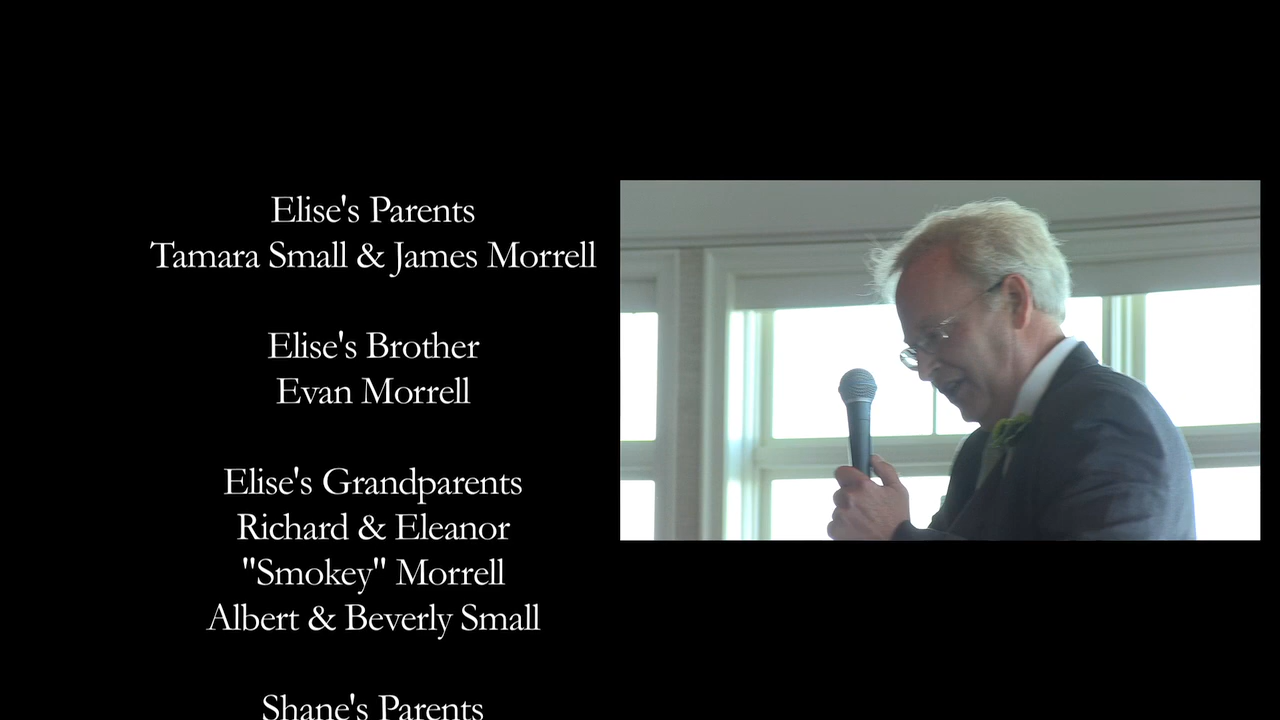 Elise's Parents
Tamara Small & James Morrell
Elise's Brother
Evan Morrell
Elise's Grandparents
Richard & Eleanor
"Smokey" Morrell
Albert & Beverly Small
Shane's Parents